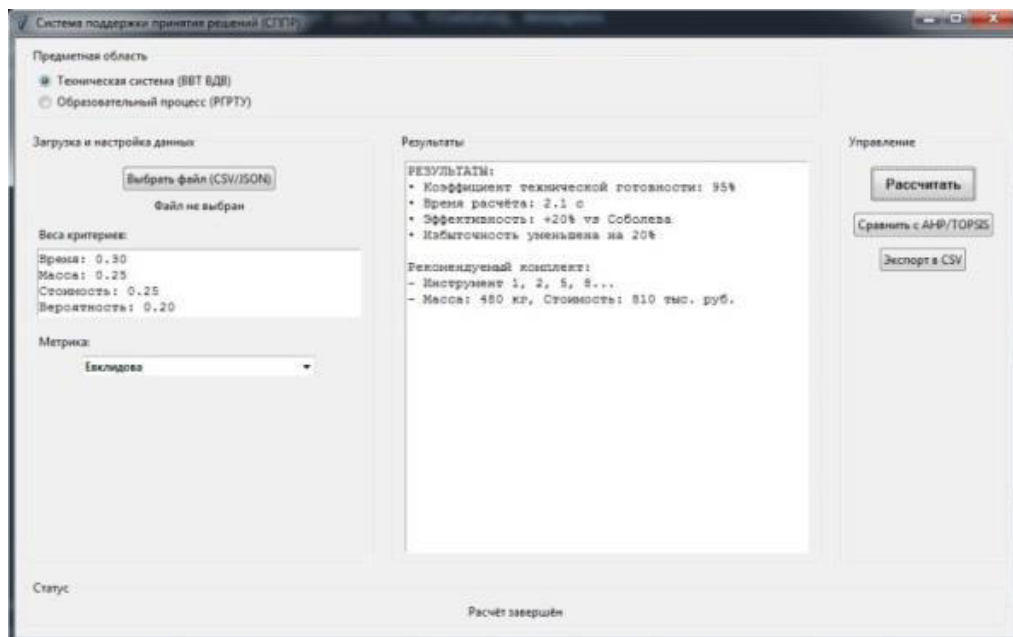 Система поддержки принятия решений (СППР)
Предметная область
Техническая система (ВВТ ВДВ)
Образовательный процесс (РГРТУ)
Загрузка и настройка данных
Выбрать файл (CSV/JSON)
Файл не выбран
Веса критериев:
Время: 0.30
Масса: 0.25
Стоимость: 0.25
Вероятность: 0.20
Метрика:
Евклидова
Результаты
РЕЗУЛЬТАТЫ:
• Коэффициент технической готовности: 95%
• Время расчёта: 2.1 с
• Эффективность: +20% vs Соболева
• Избыточность уменьшена на 20%
Рекомендуемый комплект:
- Инструмент 1, 2, 5, 8...
- Масса: 480 кг, Стоимость: 810 тыс. руб.
Управление
Рассчитать
Сравнить с AHP/TOPSIS
Экспорт в CSV
Статус
Расчёт завершён